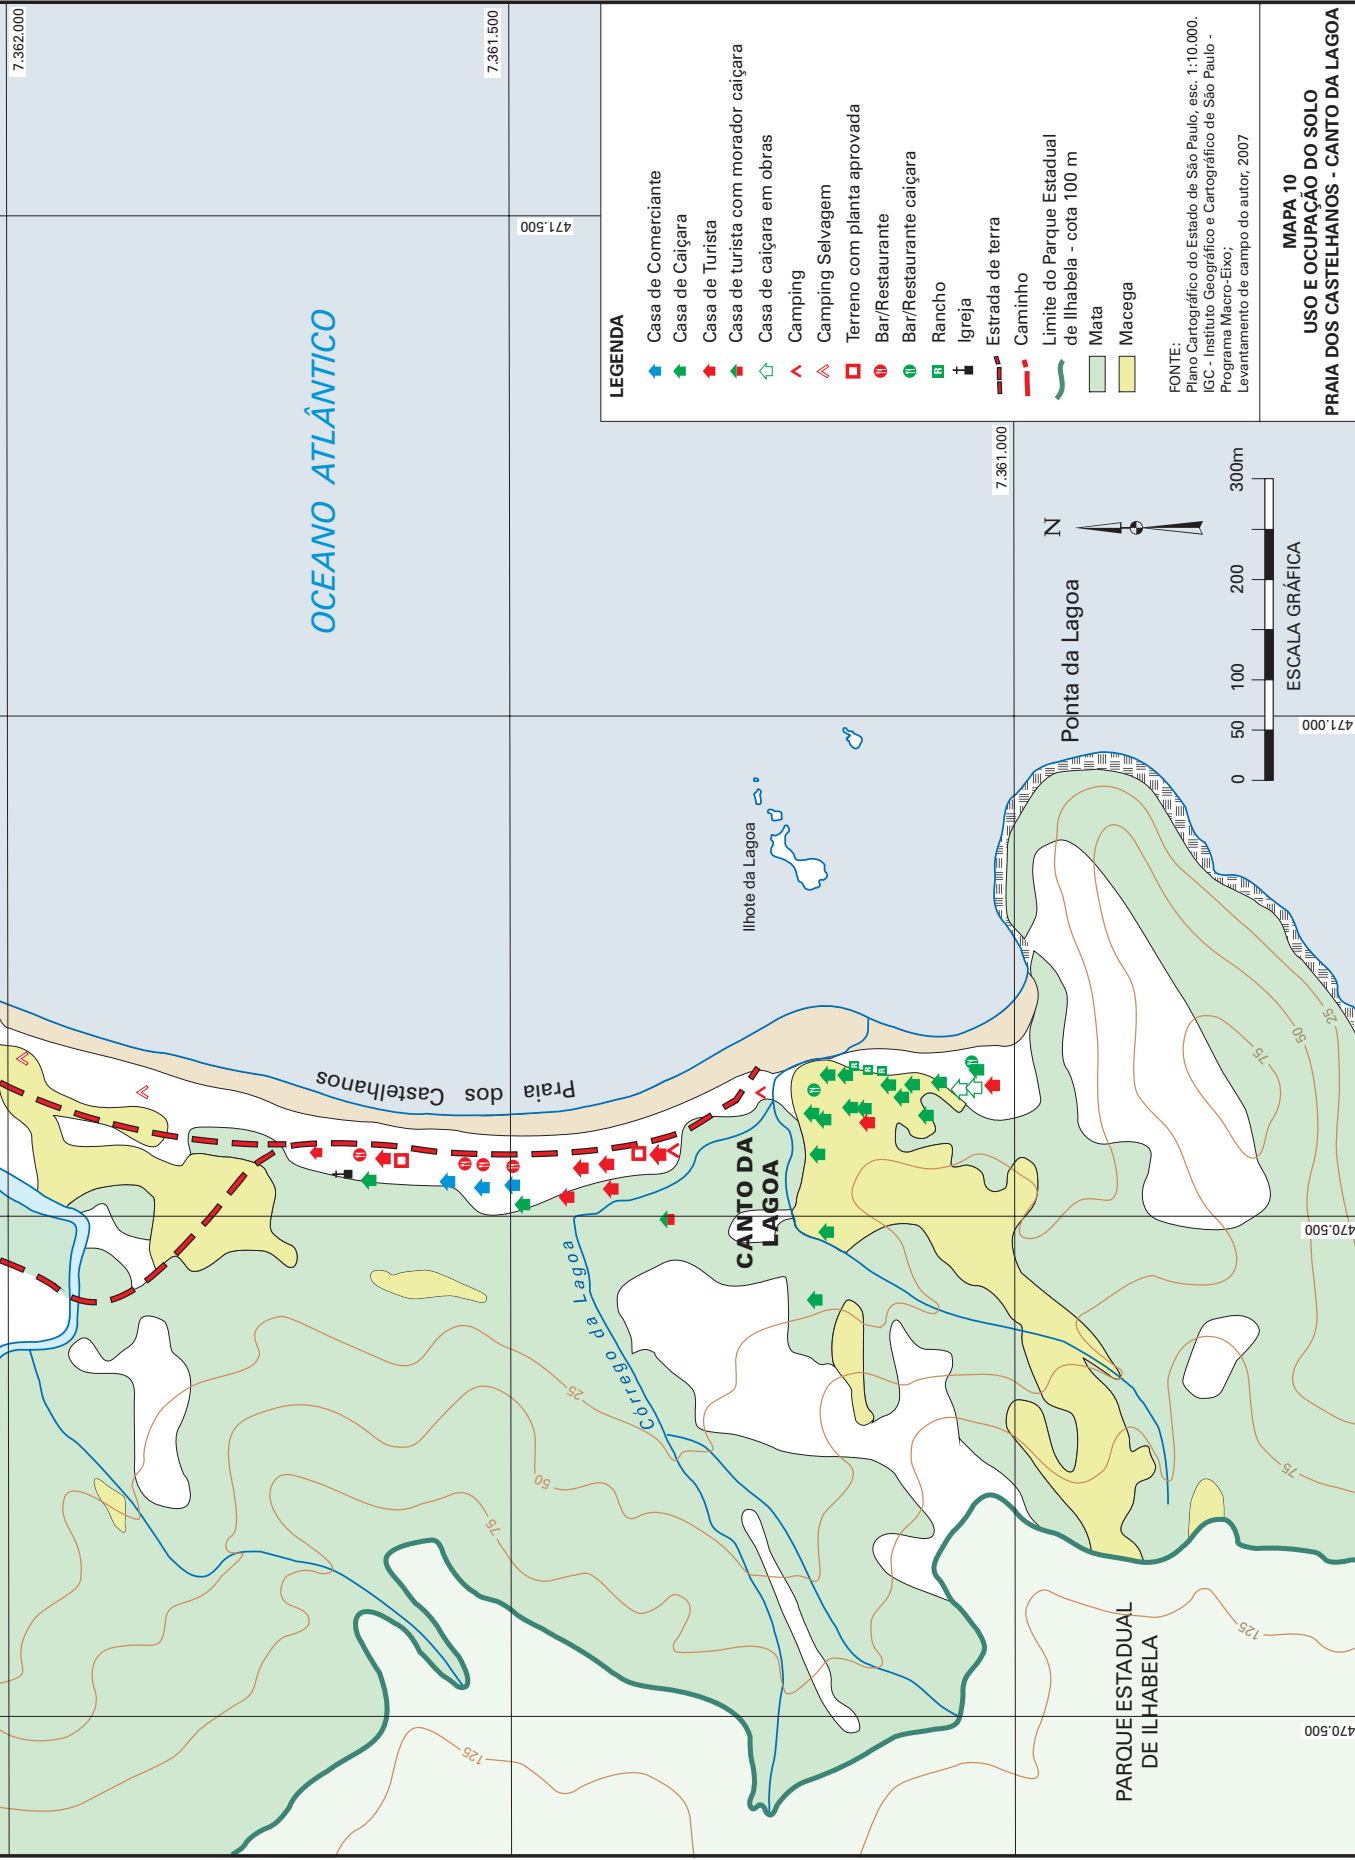 7.362.000
7.361.500
471.500
OCEANO ATLÂNTICO
LEGENDA
Casa de Comerciante
Casa de Caiçara
Casa de Turista
Casa de turista com morador caiçara
Casa de caiçara em obras
Camping
Camping Selvagem
Terreno com planta aprovada
Bar/Restaurante
Bar/Restaurante caiçara
R
Rancho
Igreja
Estrada de terra
Caminho
Limite do Parque Estadual
de Ilhabela - cota 100 m
Mata
Macega
FONTE:
Plano Cartográfico do Estado de São Paulo, esc. 1:10.000.
IGC - Instituto Geográfico e Cartográfico de São Paulo -
Programa Macro-Eixo;
Levantamento de campo do autor, 2007
MAPA 10
USO E OCUPAÇÃO DO SOLO
PRAIA DOS CASTELHANOS - CANTO DA LAGOA
7.361.000
N
0 50 100 200 300m
ESCALA GRÁFICA
471.000
Ponta da Lagoa
Ilhote da Lagoa
Praia dos Castelhanos
R
R
R
CANTO DA
LAGOA
Córrego da Lagoa
25
50
75
125
75
50
25
75
125
470.500
470.500
PARQUE ESTADUAL
DE ILHABELA